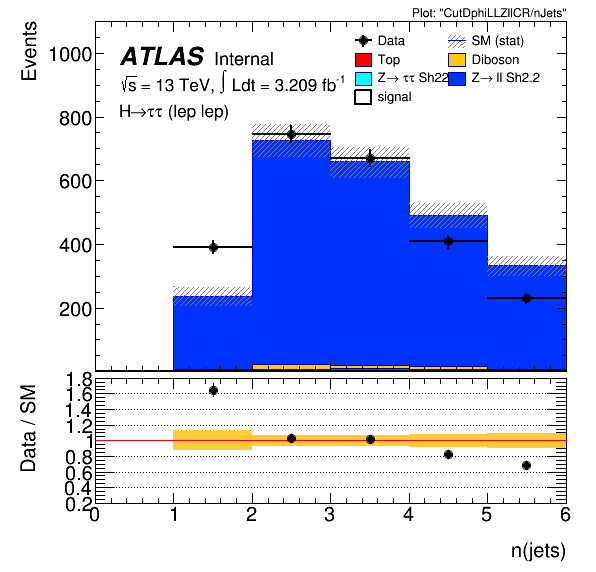 Plot: "CutDphiLLZllCR/nJets"
Events
ATLAS Internal
√s = 13 TeV, ∫ Ldt = 3.209 fb⁻¹
H→ττ (lep lep)
Data
SM (stat)
Top
Diboson
Z→ ττ Sh22
Z→ ll Sh2.2
signal
1000
800
600
400
200
Data / SM
1.8
1.6
1.4
1.2
1
0.8
0.6
0.4
0.2
0 1 2 3 4 5 6
n(jets)